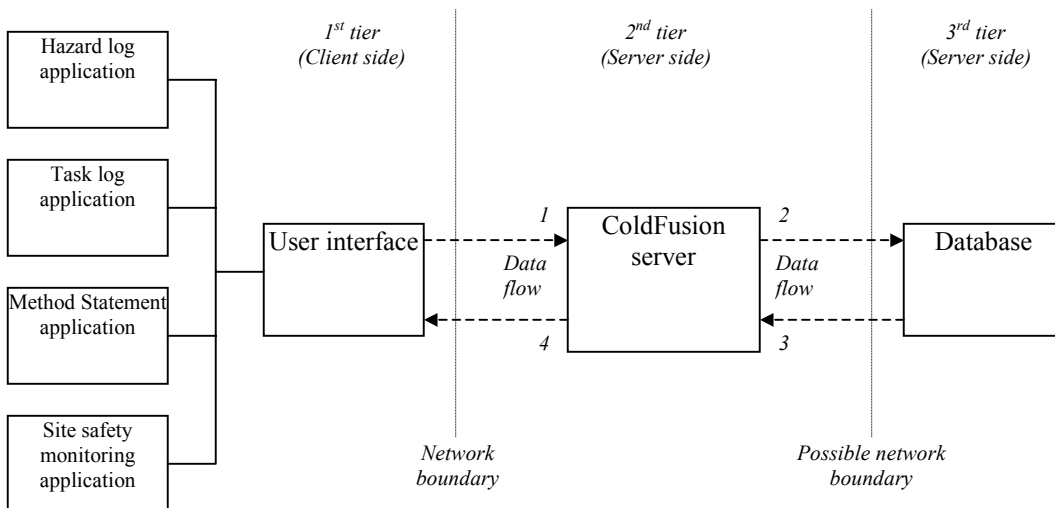 Hazard log
application
Task log
application
Method Statement
application
Site safety
monitoring
application
1st tier
(Client side)
User interface
Network
boundary
1
Data
flow
4
2nd tier
(Server side)
ColdFusion
server
2
Data
flow
3
Possible network
boundary
3rd tier
(Server side)
Database